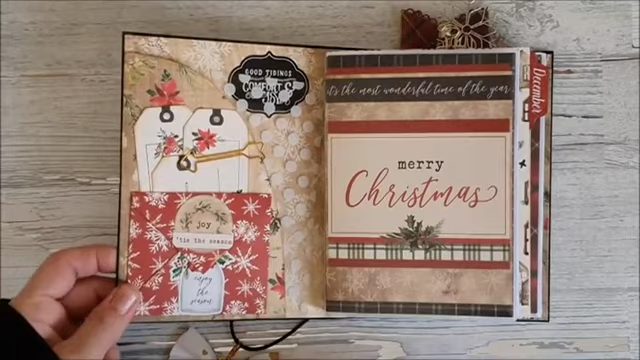 GOOD TIDINGS
COMFORT &
JOY
joy
'tis the season
enjoy
the
season
it's the most wonderful time of the year
merry
Christmas
December